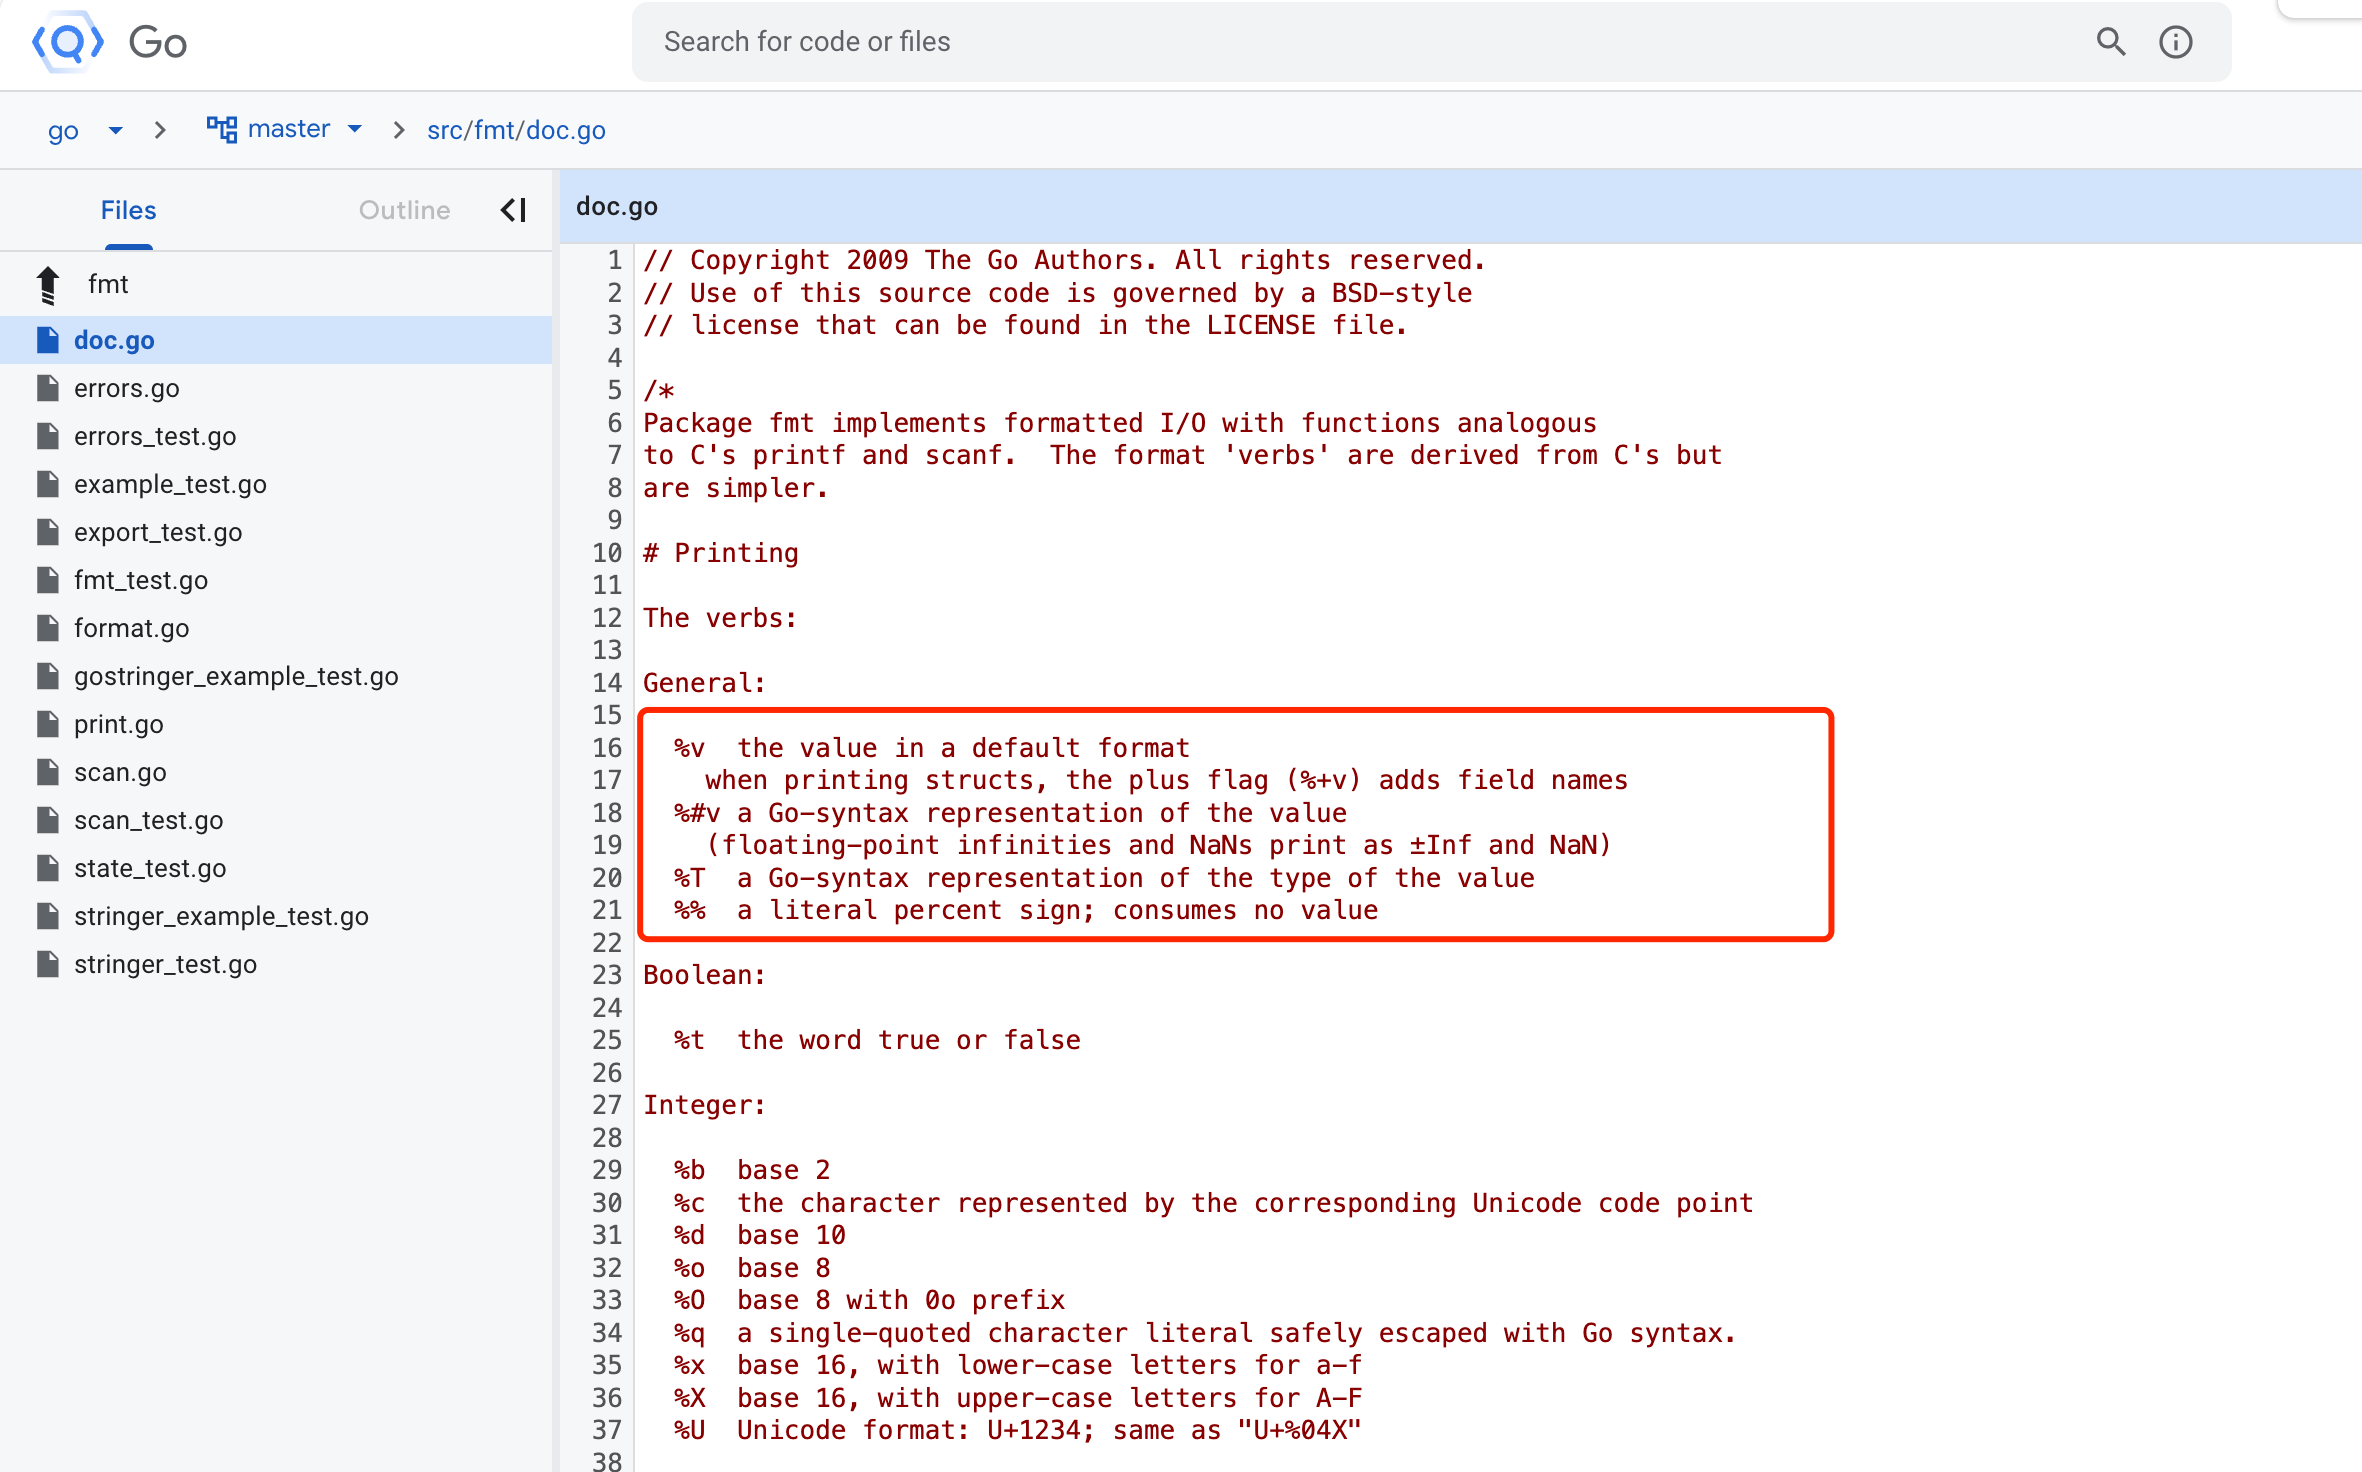 Go
Search for code or files
go > master > src/fmt/doc.go
Files Outline
fmt
doc.go
errors.go
errors_test.go
example_test.go
export_test.go
fmt_test.go
format.go
gostringer_example_test.go
print.go
scan.go
scan_test.go
state_test.go
stringer_example_test.go
stringer_test.go
doc.go
1 // Copyright 2009 The Go Authors. All rights reserved.
2 // Use of this source code is governed by a BSD-style
3 // license that can be found in the LICENSE file.
4
5 /*
6 Package fmt implements formatted I/O with functions analogous
7 to C's printf and scanf.  The format 'verbs' are derived from C's but
8 are simpler.
9
10 # Printing
11
12 The verbs:
13
14 General:
15
16   %v  the value in a default format
17     when printing structs, the plus flag (%+v) adds field names
18   %#v a Go-syntax representation of the value
19     (floating-point infinities and NaNs print as ±Inf and NaN)
20   %T  a Go-syntax representation of the type of the value
21   %%  a literal percent sign; consumes no value
22
23 Boolean:
24
25   %t  the word true or false
26
27 Integer:
28
29   %b  base 2
30   %c  the character represented by the corresponding Unicode code point
31   %d  base 10
32   %o  base 8
33   %O  base 8 with 0o prefix
34   %q  a single-quoted character literal safely escaped with Go syntax.
35   %x  base 16, with lower-case letters for a-f
36   %X  base 16, with upper-case letters for A-F
37   %U  Unicode format: U+1234; same as "U+%04X"
38